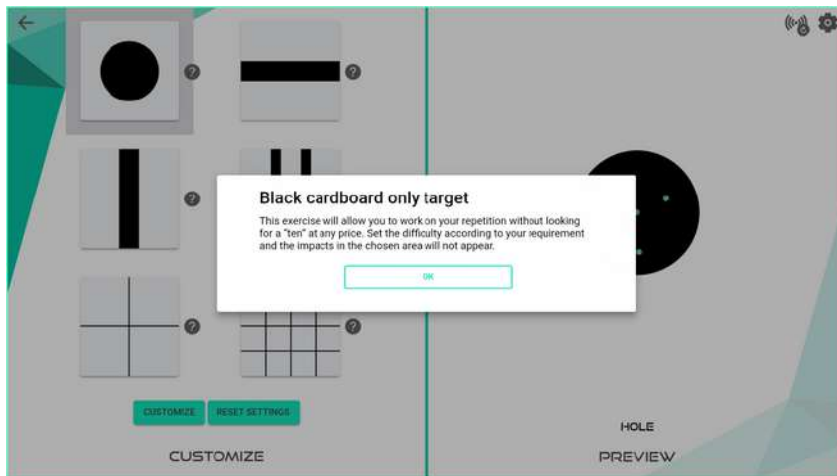 ?
?
Black cardboard only target
This exercise will allow you to work on your repetition without looking
for a "ten" at any price. Set the difficulty according to your requirement
and the impacts in the chosen area will not appear.
OK
?
?
?
CUSTOMIZE RESET SETTINGS
CUSTOMIZE
HOLE
PREVIEW